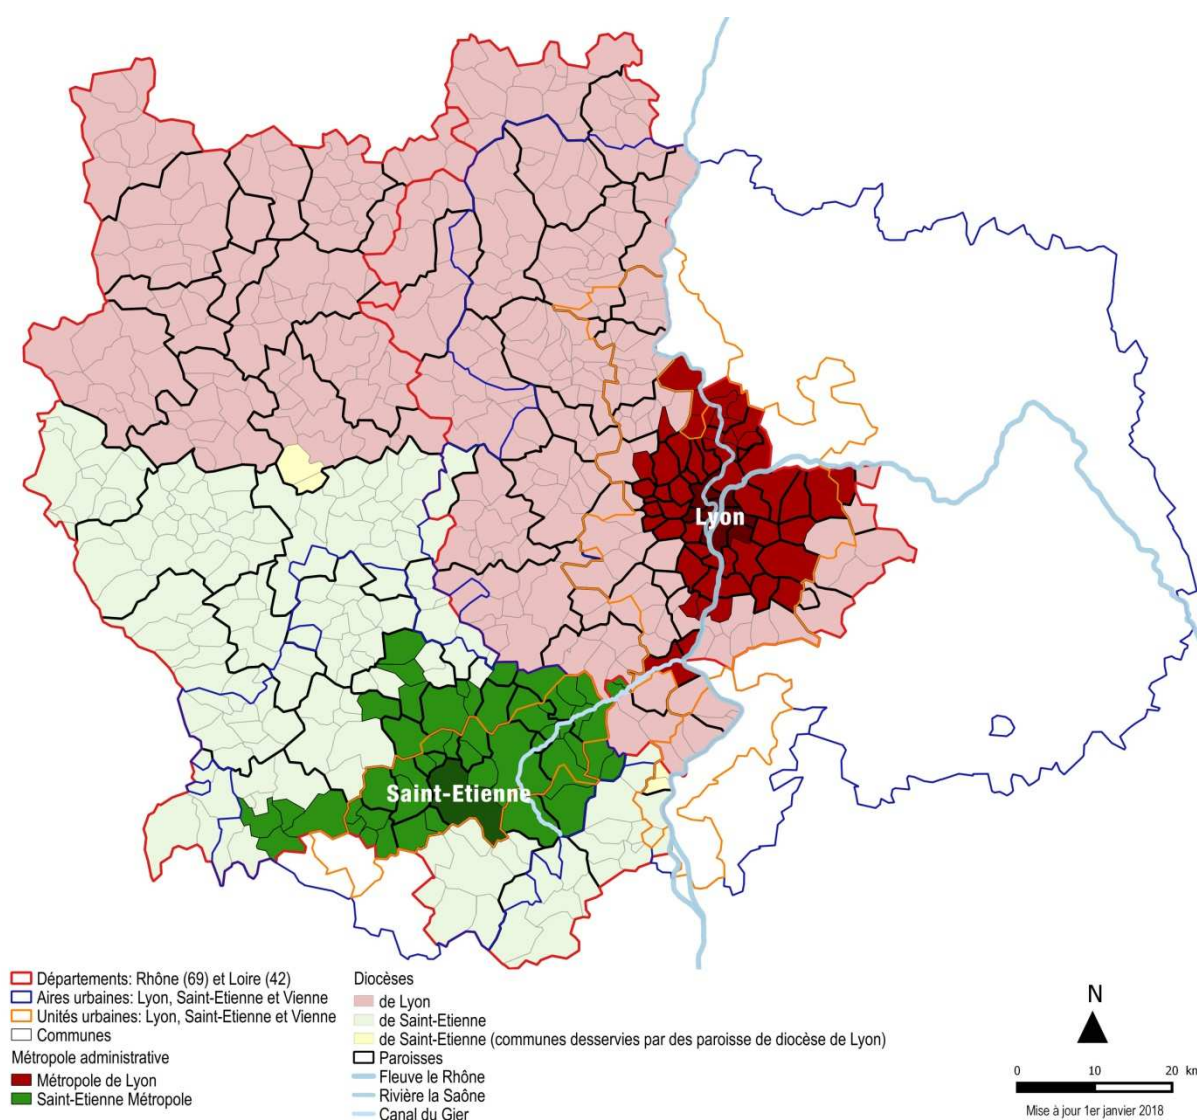 Lyon
Saint-Etienne
Départements: Rhône (69) et Loire (42)
Aires urbaines: Lyon, Saint-Etienne et Vienne
Unités urbaines: Lyon, Saint-Etienne et Vienne
Communes
Métropole administrative
Métropole de Lyon
Saint-Etienne Métropole
Diocèses
de Lyon
de Saint-Etienne
de Saint-Etienne (communes desservies par des paroisse de diocèse de Lyon)
Paroisses
Fleuve le Rhône
Rivière la Saône
Canal du Gier
N
0 10 20 km
Mise à jour 1er janvier 2018